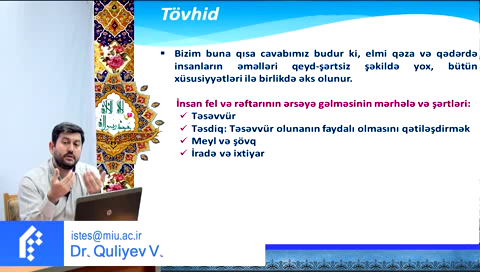 Tövhid
Bizim buna qısa cavabımız budur ki, elmi qəza və qədərdə
insanların əməlləri qeyd-şərtsiz şəkildə yox, bütün
xüsusiyyətləri ilə birlikdə əks olunur.
İnsan fel və rəftarının ərsəyə gəlməsinin mərhələ və şərtləri:
Təsəvvür
Təsdiq: Təsəvvür olunanın faydalı olmasını qətiləşdirmək
Meyl və şövq
İradə və ixtiyar
istes@miu.ac.ir
Dr. Quliyev V.